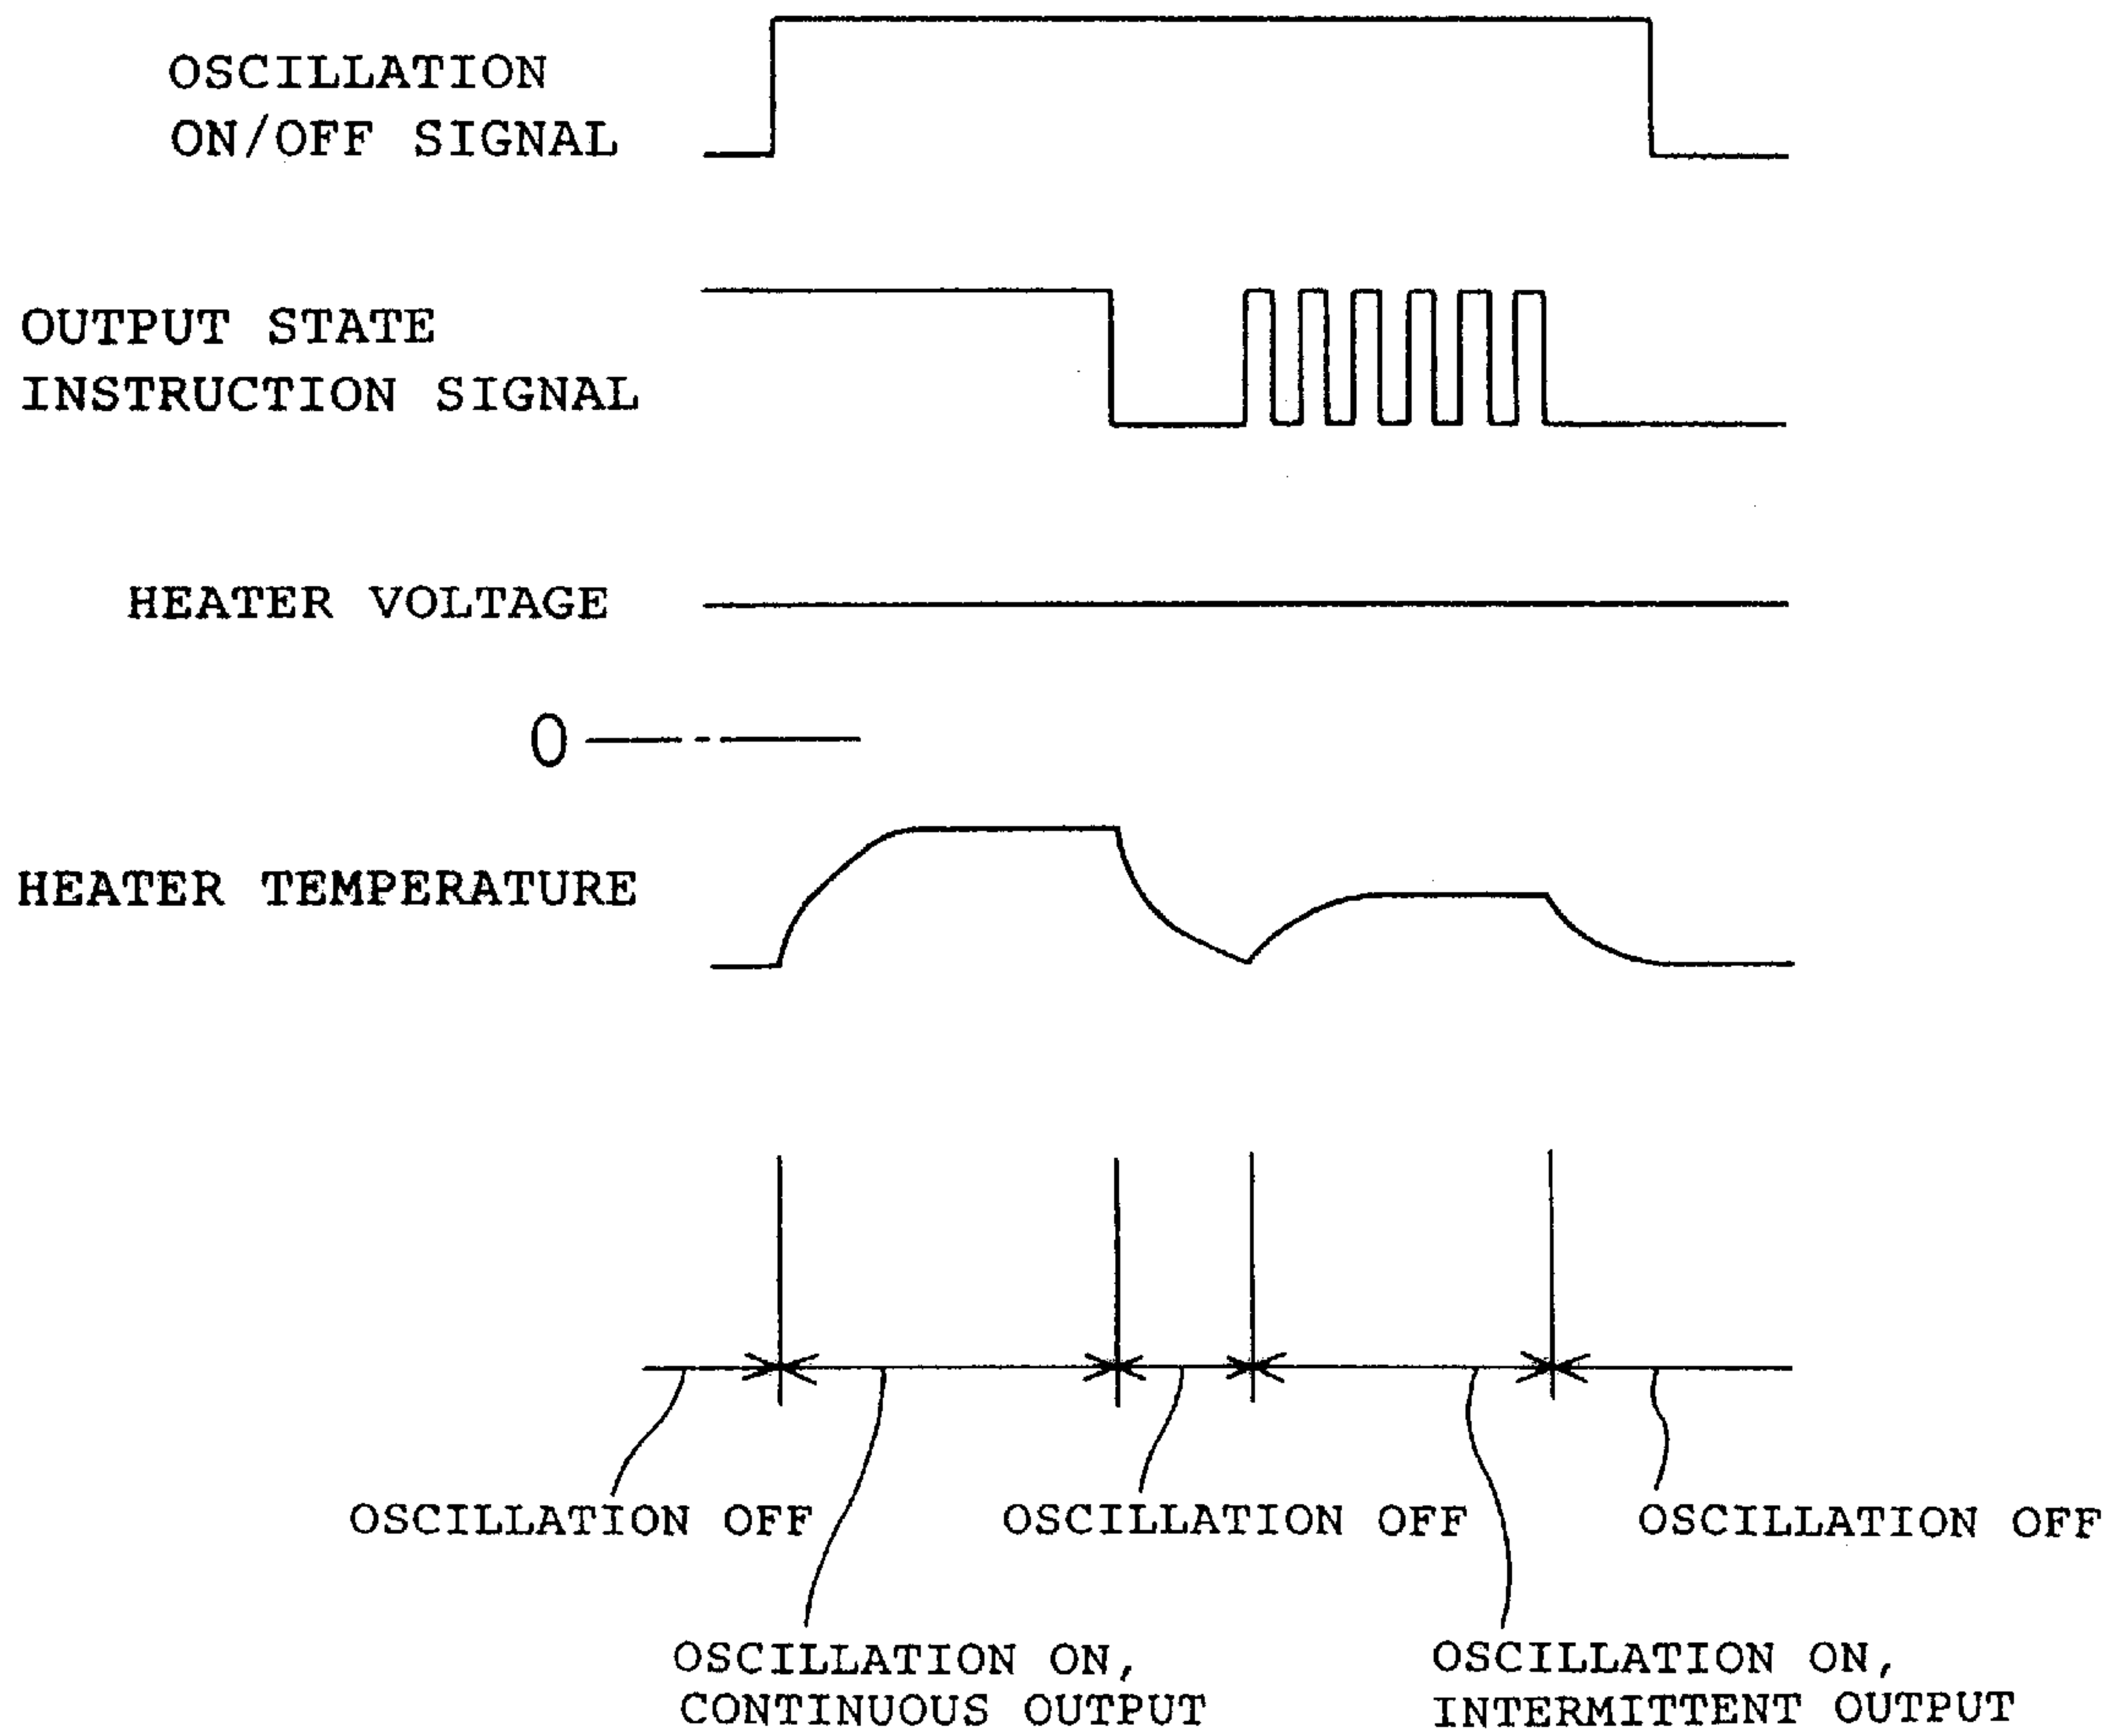 OSCILLATION
ON/OFF SIGNAL
OUTPUT STATE
INSTRUCTION SIGNAL
HEATER VOLTAGE
0
HEATER TEMPERATURE
OSCILLATION OFF
OSCILLATION OFF
OSCILLATION OFF
OSCILLATION ON,
CONTINUOUS OUTPUT
OSCILLATION ON,
INTERMITTENT OUTPUT